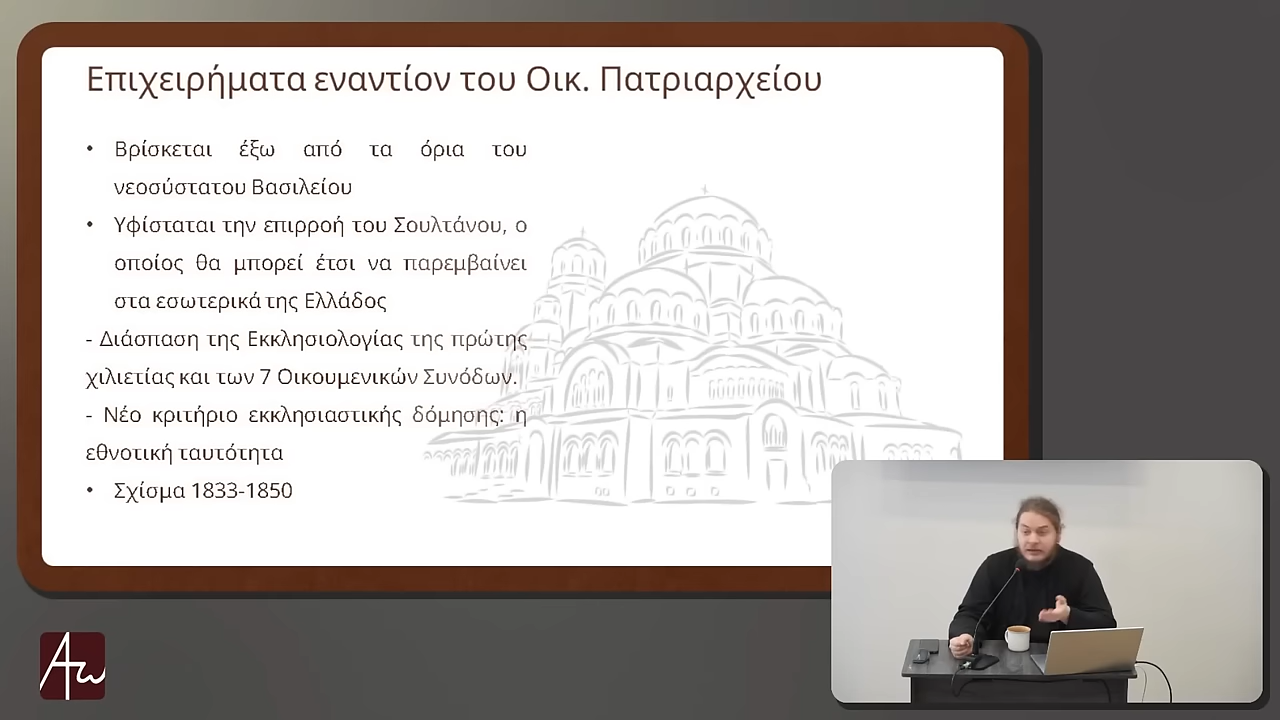 Επιχειρήματα εναντίον του Οικ. Πατριαρχείου
• Βρίσκεται έξω από τα όρια του
νεοσύστατου Βασιλείου
• Υφίσταται την επιρροή του Σουλτάνου, ο
οποίος θα μπορεί έτσι να παρεμβαίνει
στα εσωτερικά της Ελλάδος
- Διάσπαση της Εκκλησιολογίας της πρώτης
χιλιετίας και των 7 Οικουμενικών Συνόδων.
- Νέο κριτήριο εκκλησιαστικής δόμησης: η
εθνοτική ταυτότητα
• Σχίσμα 1833-1850
Αω